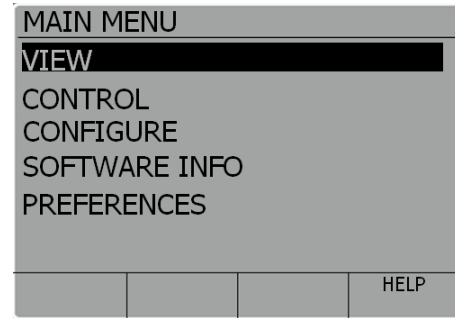 MAIN MENU
VIEW
CONTROL
CONFIGURE
SOFTWARE INFO
PREFERENCES
HELP